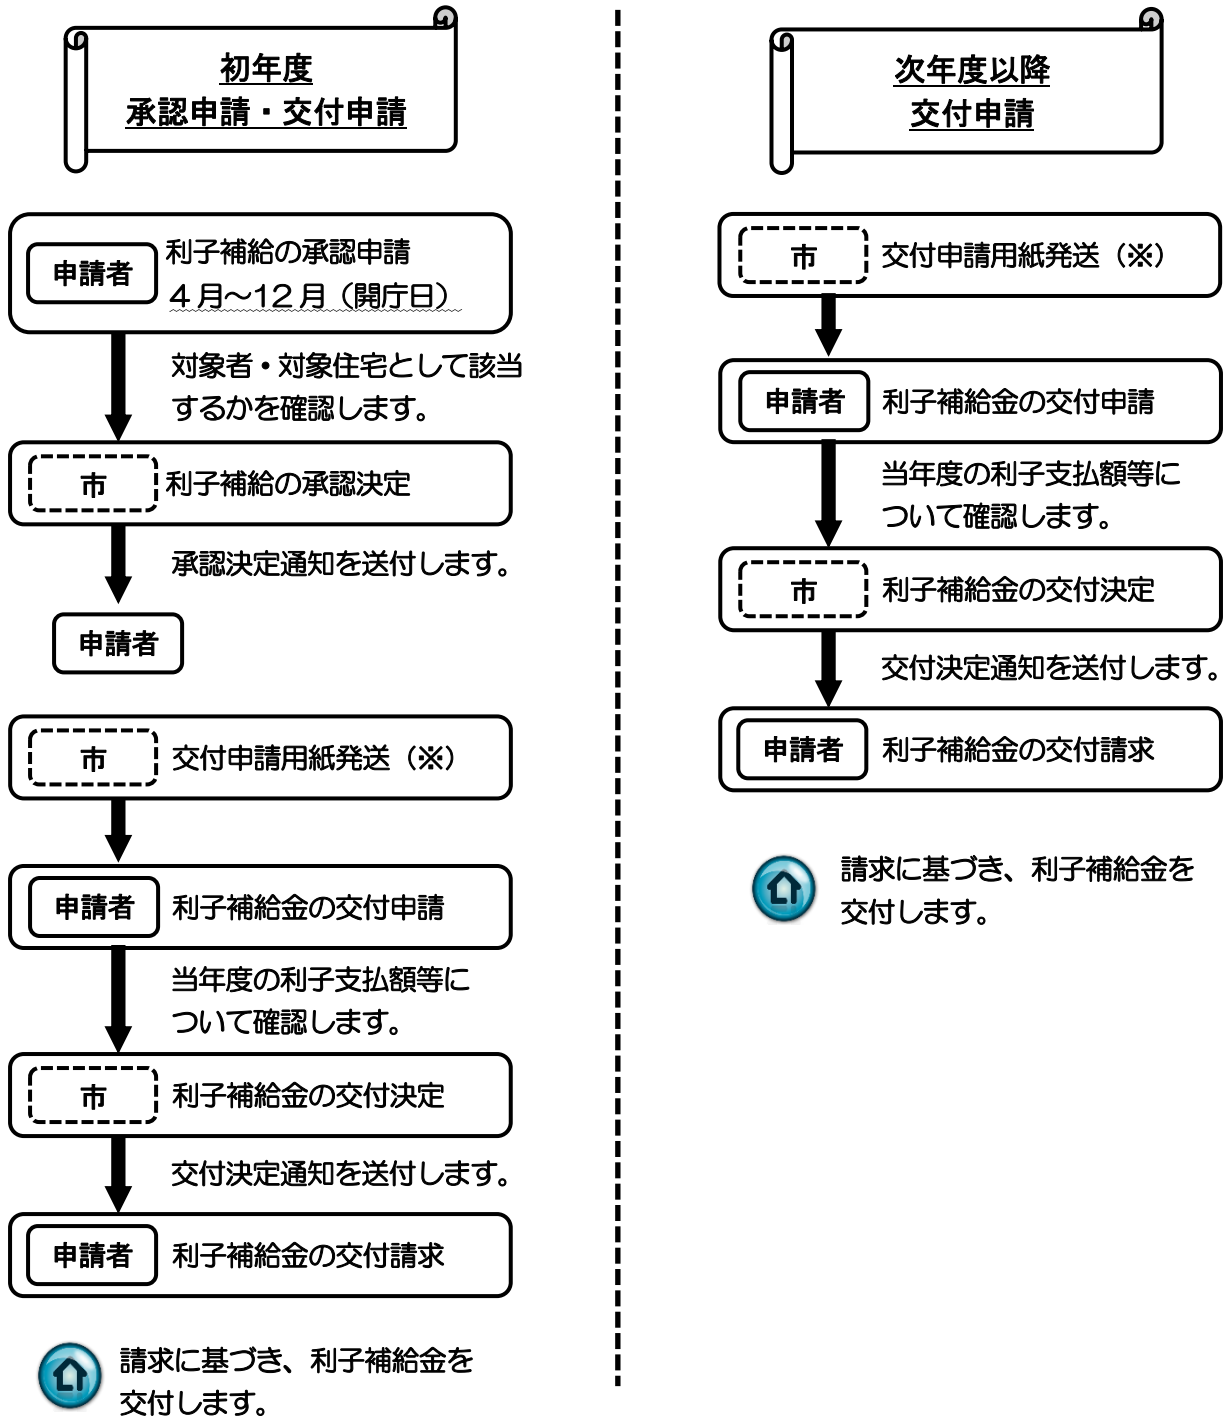 初年度
承認申請・交付申請
申請者
利子補給の承認申請
4月～12月（開庁日）
対象者・対象住宅として該当
するかを確認します。
市
利子補給の承認決定
承認決定通知を送付します。
申請者
市
交付申請用紙発送（※）
申請者
利子補給金の交付申請
当年度の利子支払額等に
ついて確認します。
市
利子補給金の交付決定
交付決定通知を送付します。
申請者
利子補給金の交付請求
請求に基づき、利子補給金を
交付します。
次年度以降
交付申請
市
交付申請用紙発送（※）
申請者
利子補給金の交付申請
当年度の利子支払額等に
ついて確認します。
市
利子補給金の交付決定
交付決定通知を送付します。
申請者
利子補給金の交付請求
請求に基づき、利子補給金を
交付します。